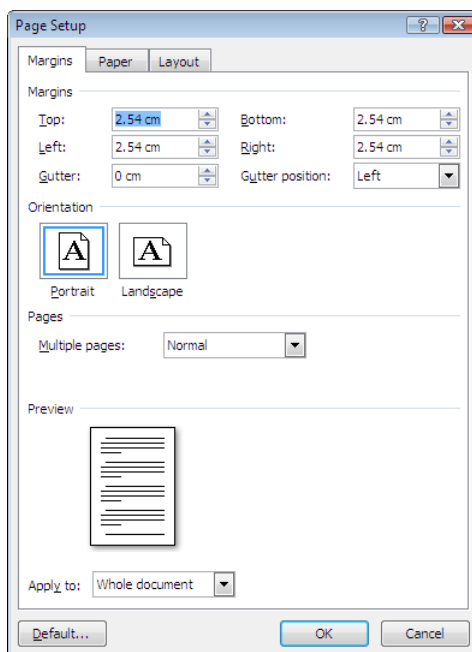 Page Setup
Margins Paper Layout
Margins
Top: 2.54 cm Bottom: 2.54 cm
Left: 2.54 cm Right: 2.54 cm
Gutter: 0 cm Gutter position: Left
Orientation
A A
Portrait Landscape
Pages
Multiple pages: Normal
Preview
Apply to: Whole document
Default... OK Cancel